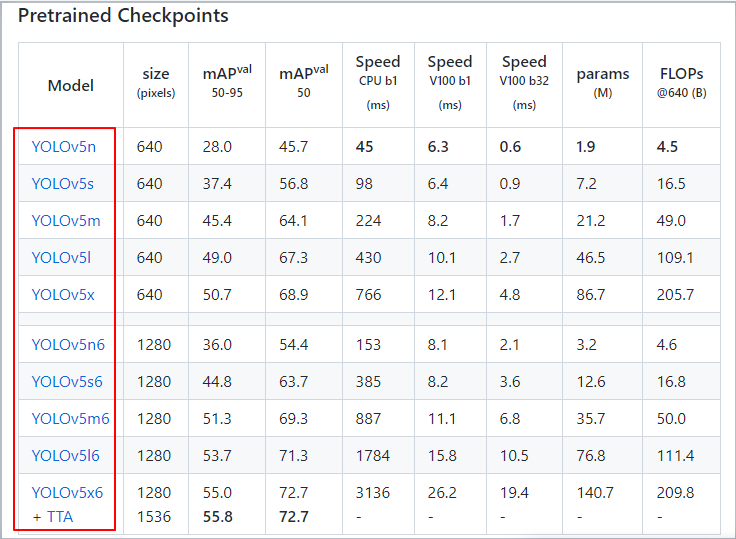 Pretrained Checkpoints
Model size (pixels) mAPval 50-95 mAPval 50 Speed CPU b1 (ms) Speed V100 b1 (ms) Speed V100 b32 (ms) params (M) FLOPs @640 (B)
YOLOv5n 640 28.0 45.7 45 6.3 0.6 1.9 4.5
YOLOv5s 640 37.4 56.8 98 6.4 0.9 7.2 16.5
YOLOv5m 640 45.4 64.1 224 8.2 1.7 21.2 49.0
YOLOv5l 640 49.0 67.3 430 10.1 2.7 46.5 109.1
YOLOv5x 640 50.7 68.9 766 12.1 4.8 86.7 205.7
YOLOv5n6 1280 36.0 54.4 153 8.1 2.1 3.2 4.6
YOLOv5s6 1280 44.8 63.7 385 8.2 3.6 12.6 16.8
YOLOv5m6 1280 51.3 69.3 887 11.1 6.8 35.7 50.0
YOLOv5l6 1280 53.7 71.3 1784 15.8 10.5 76.8 111.4
YOLOv5x6 1280 55.0 72.7 3136 26.2 19.4 140.7 209.8
+ TTA 1536 55.8 72.7 - - - - -